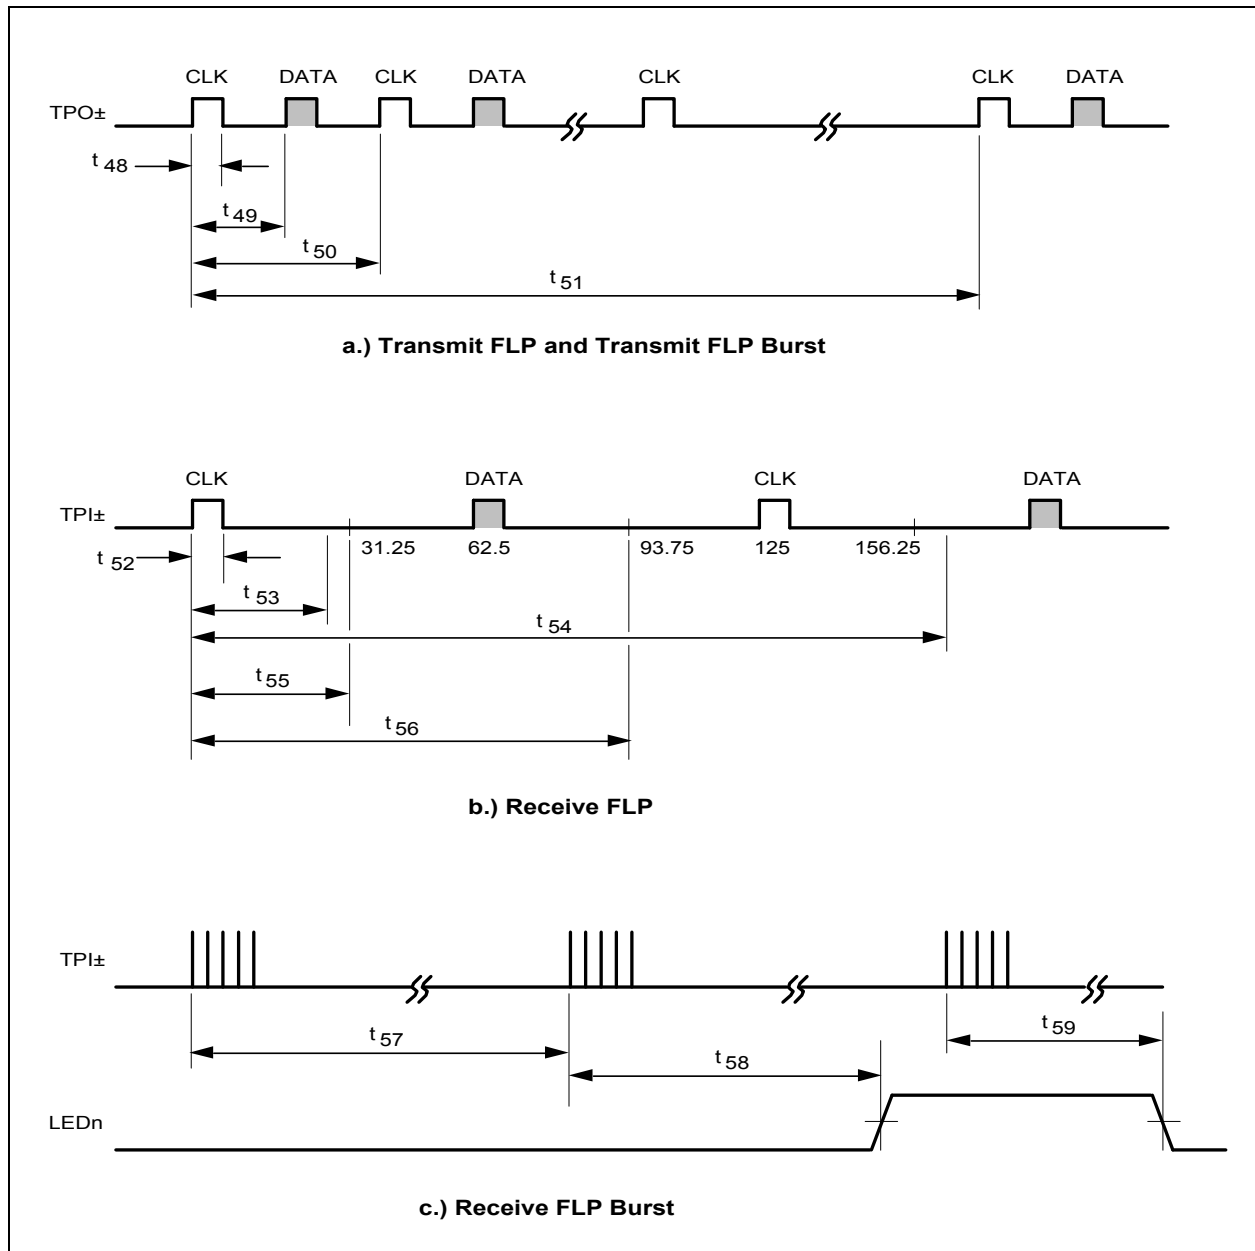 CLK DATA CLK DATA CLK CLK DATA
TPO±
t 48
t 49
t 50
t 51
a.) Transmit FLP and Transmit FLP Burst
CLK DATA CLK DATA
TPI±
31.25 62.5 93.75 125 156.25
t 52
t 53
t 54
t 55
t 56
b.) Receive FLP
TPI±
t 57 t 59
t 58
LEDn
c.) Receive FLP Burst